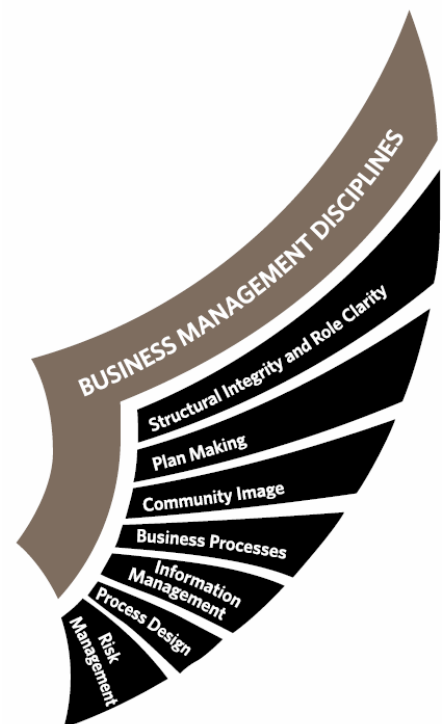 BUSINESS MANAGEMENT DISCIPLINES
Structural Integrity and Role Clarity
Plan Making
Community Image
Business Processes
Information
Management
Process Design
Risk
Management